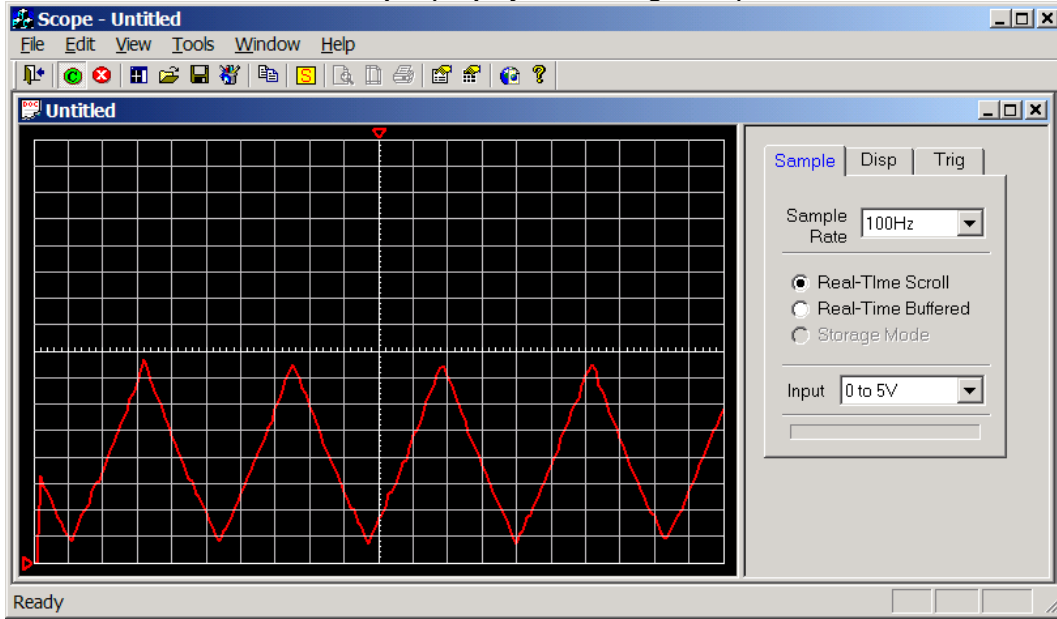 Scope - Untitled
File Edit View Tools Window Help
Untitled
Sample Disp Trig
Sample Rate 100Hz
Real-TIme Scroll
Real-Time Buffered
Storage Mode
Input 0 to 5V
Ready